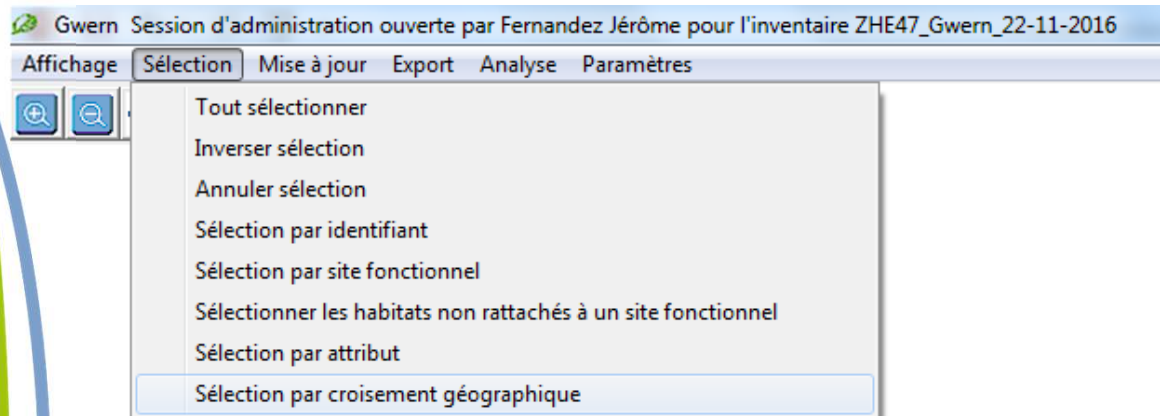 Gwern Session d'administration ouverte par Fernandez Jérôme pour l'inventaire ZHE47_Gwern_22-11-2016
Affichage Sélection Mise à jour Export Analyse Paramètres
Tout sélectionner
Inverser sélection
Annuler sélection
Sélection par identifiant
Sélection par site fonctionnel
Sélectionner les habitats non rattachés à un site fonctionnel
Sélection par attribut
Sélection par croisement géographique